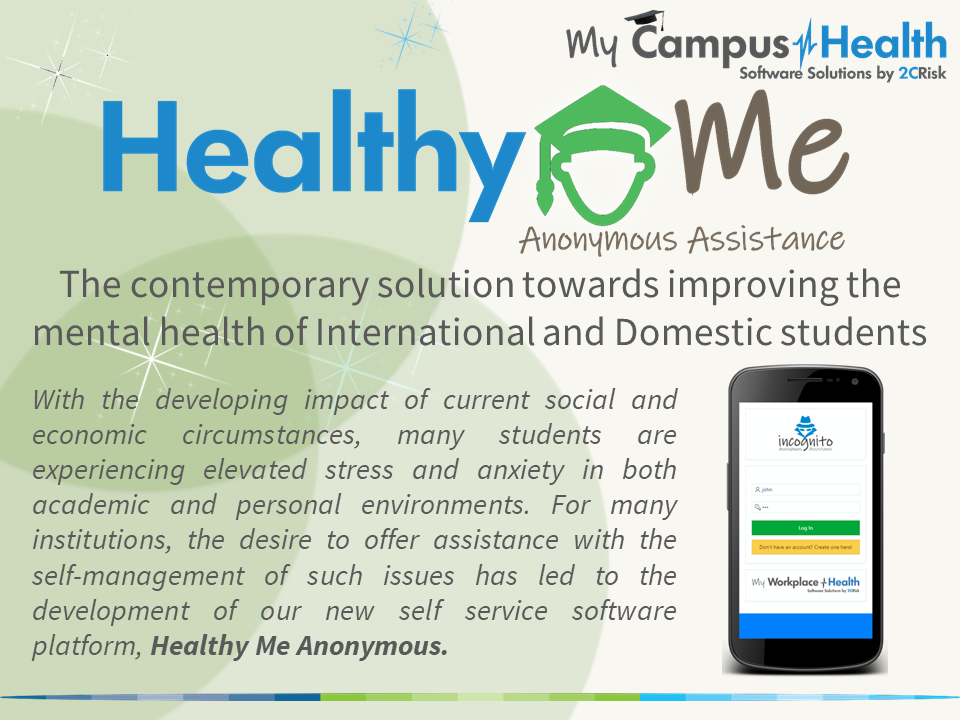 My Campus Health
Software Solutions by 2CRisk
Healthy Me
Anonymous Assistance
The contemporary solution towards improving the
mental health of International and Domestic students
With the developing impact of current social and
economic circumstances, many students are
experiencing elevated stress and anxiety in both
academic and personal environments. For many
institutions, the desire to offer assistance with the
self-management of such issues has led to the
development of our new self service software
platform, Healthy Me Anonymous.
incognito
Anonymous Assistance
john
•••
Log In
Don't have an account? Create one here!
My Workplace Health
Software Solutions by 2CRisk